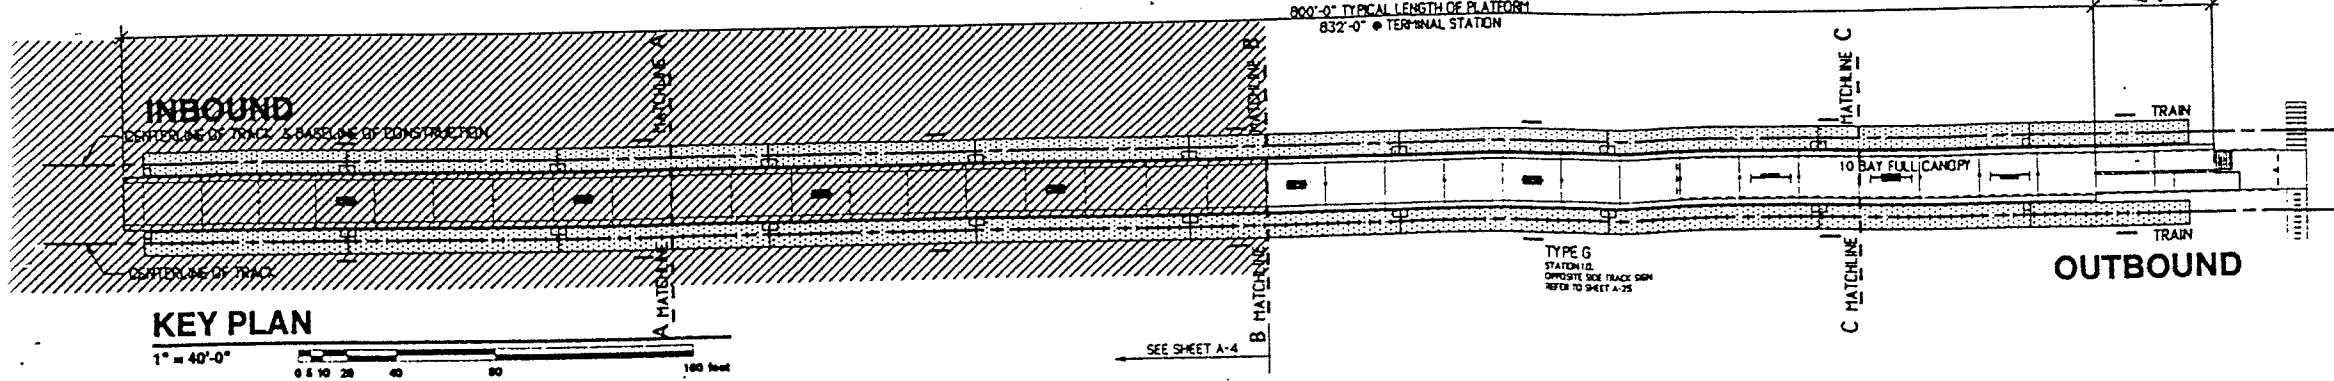 800'-0" TYPICAL LENGTH OF PLATFORM
832'-0" @ TERMINAL STATION
MATCHLINE A
MATCHLINE B
MATCHLINE C
INBOUND
CENTERLINE OF TRACK & BASELINE OF CONSTRUCTION
TRAIN
10 BAY FULL CANOPY
TRAIN
CENTERLINE OF TRACK
TYPE G
STATION I.D.
OPPOSITE SIDE TRACK SIGN
REFER TO SHEET A-25
OUTBOUND
A MATCHLINE
B MATCHLINE
C MATCHLINE
KEY PLAN
1" = 40'-0"
0 5 10 20 40 80 160 feet
SEE SHEET A-4